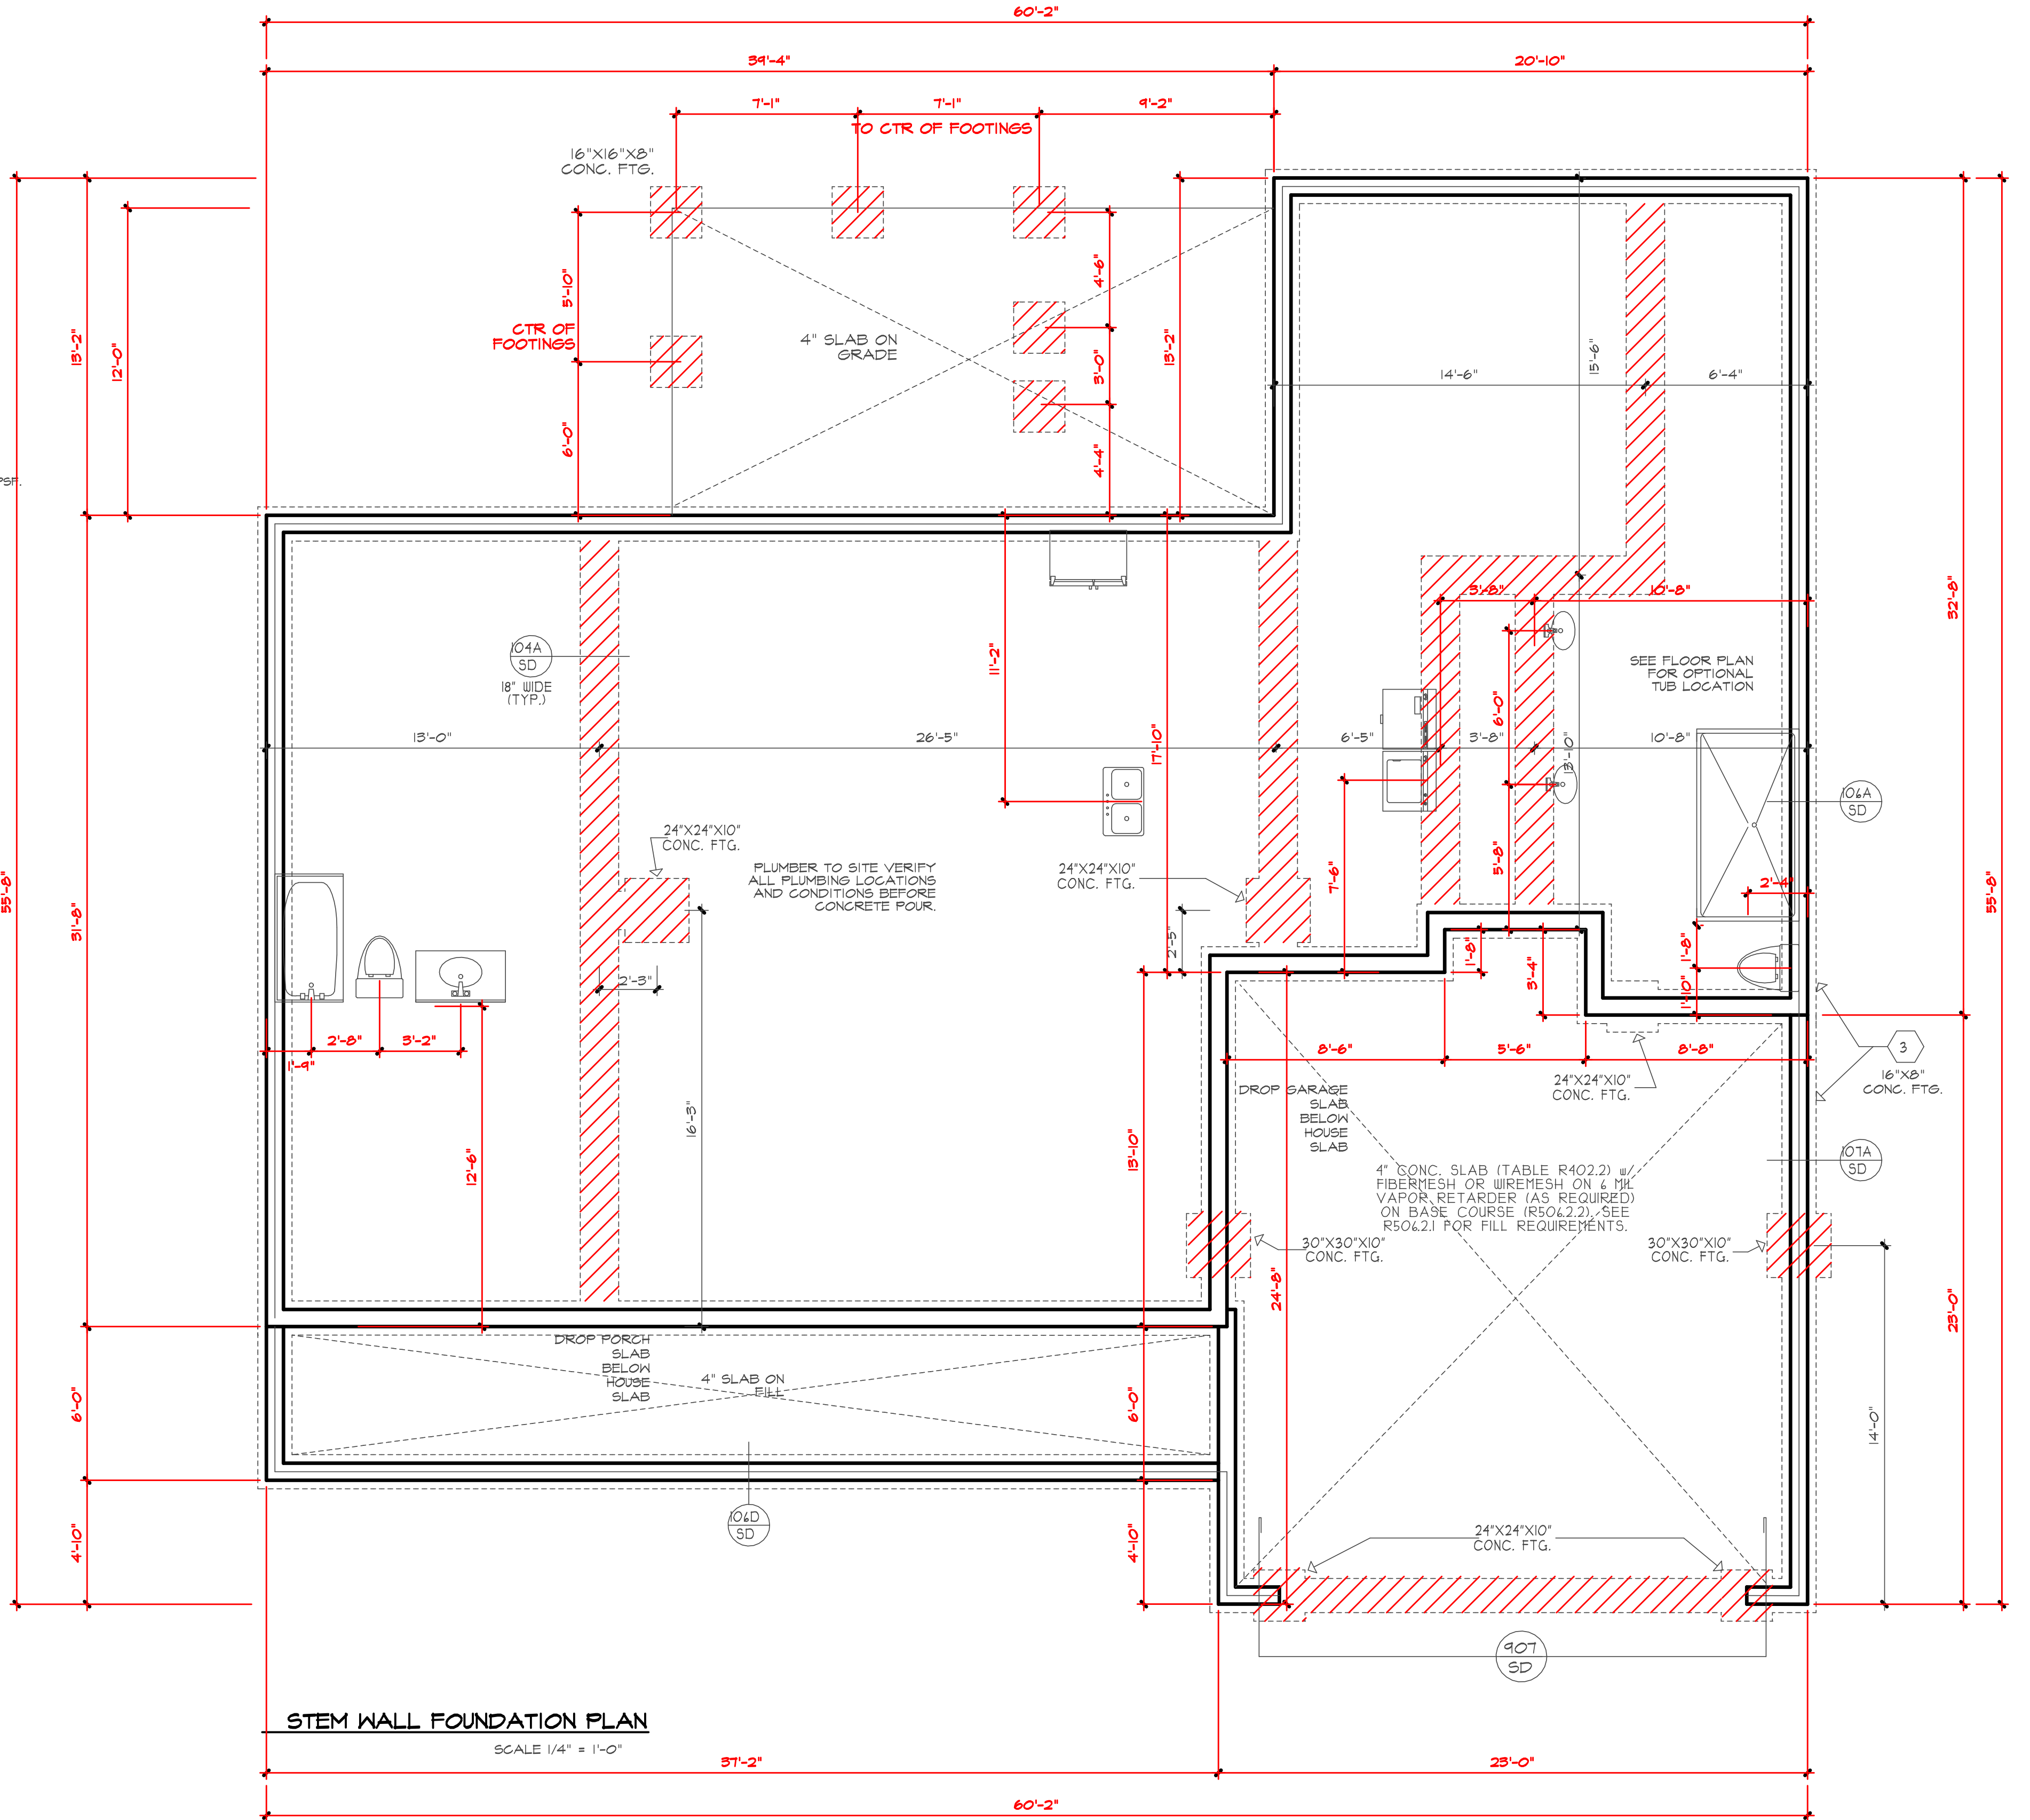 60'-2"
39'-4"
20'-10"
7'-1"
7'-1"
9'-2"
TO CTR OF FOOTINGS
16"X16"X8"
CONC. FTG.
13'-2"
12'-0"
5'-10"
CTR OF
FOOTINGS
6'-0"
4" SLAB ON
GRADE
4'-6"
3'-0"
4'-4"
13'-2"
15'-6"
14'-6"
6'-4"
PSF.
32'-8"
55'-8"
55'-8"
31'-8"
104A
SD
18" WIDE
(TYP.)
11'-2"
17'-10"
3'-8"
10'-8"
SEE FLOOR PLAN
FOR OPTIONAL
TUB LOCATION
6'-0"
13'-0"
26'-5"
6'-5"
3'-8"
13'-10"
10'-8"
106A
SD
24"X24"X10"
CONC. FTG.
PLUMBER TO SITE VERIFY
ALL PLUMBING LOCATIONS
AND CONDITIONS BEFORE
CONCRETE POUR.
24"X24"X10"
CONC. FTG.
7'-6"
5'-8"
2'-4"
2'-5"
1'-8"
3'-4"
1'-8"
1'-10"
2'-3"
2'-8"
3'-2"
1'-9"
8'-6"
5'-6"
8'-8"
3
16"X8"
CONC. FTG.
24"X24"X10"
CONC. FTG.
DROP GARAGE
SLAB
BELOW
HOUSE
SLAB
16'-3"
12'-6"
13'-10"
107A
SD
4" CONC. SLAB (TABLE R402.2) W/
FIBERMESH OR WIREMESH ON 6 MIL
VAPOR RETARDER (AS REQUIRED)
ON BASE COURSE (R506.2.2). SEE
R506.2.1 FOR FILL REQUIREMENTS.
30"X30"X10"
CONC. FTG.
30"X30"X10"
CONC. FTG.
24'-8"
23'-0"
DROP PORCH
SLAB
BELOW
HOUSE
SLAB
4" SLAB ON
FILL
6'-0"
6'-0"
14'-0"
106D
SD
4'-10"
4'-10"
24"X24"X10"
CONC. FTG.
907
SD
STEM WALL FOUNDATION PLAN
SCALE 1/4" = 1'-0"
37'-2"
23'-0"
60'-2"